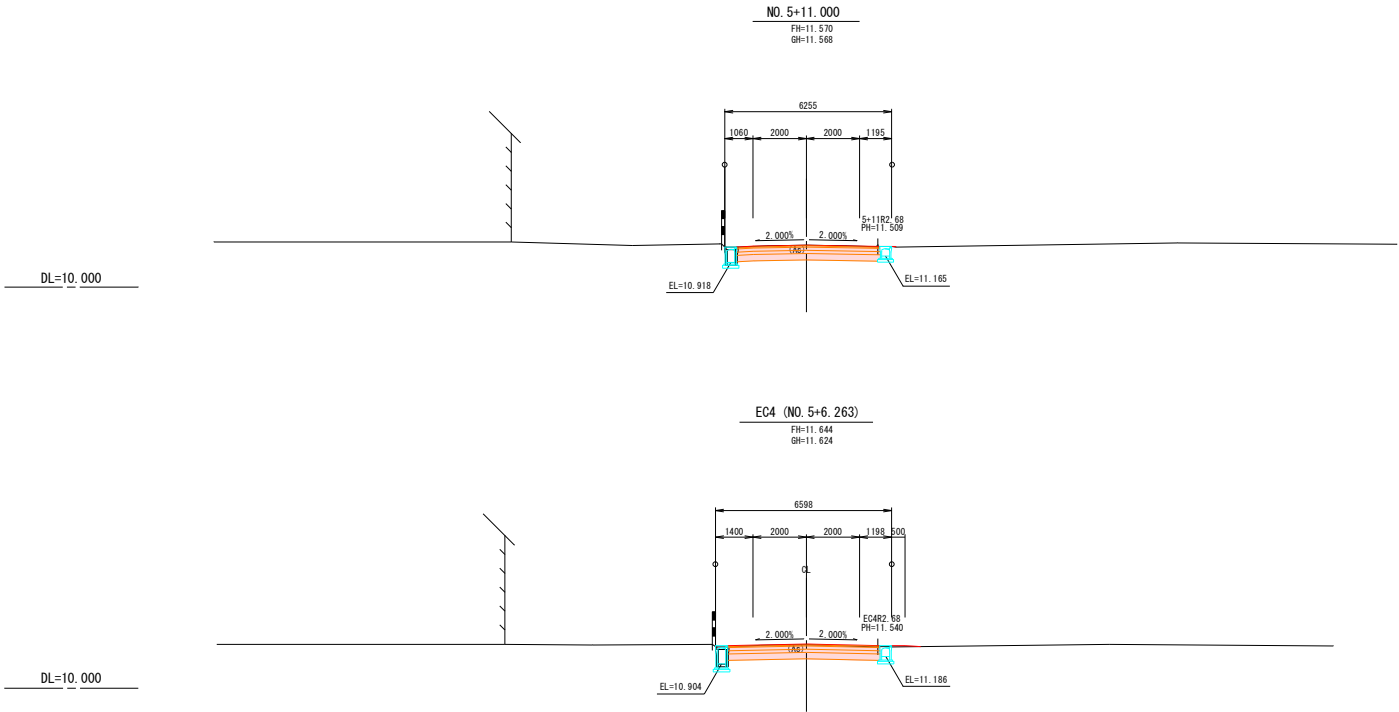 NO.5+11.000
FH=11.570
GH=11.568
6255
1060 2000 2000 1195
5+11R2.68
PH=11.509
2.000% 2.000%
(As)
DL=10.000
EL=10.918
EL=11.165
EC4 (NO.5+6.263)
FH=11.644
GH=11.624
6598
1400 2000 2000 1198 500
CL
EC4R2.68
PH=11.540
2.000% 2.000%
(As)
DL=10.000
EL=10.904
EL=11.186